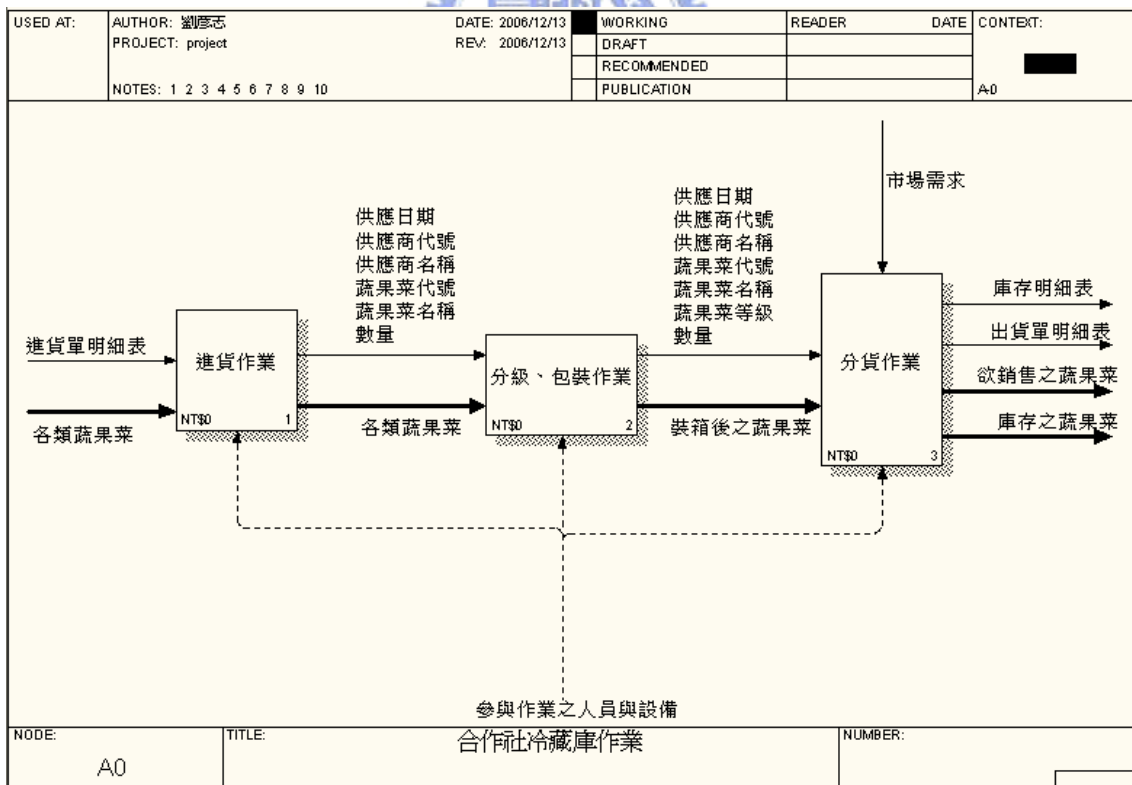 USED AT:
AUTHOR: 劉彥志
DATE: 2006/12/13
PROJECT: project
REV: 2006/12/13
NOTES: 1 2 3 4 5 6 7 8 9 10
WORKING
DRAFT
RECOMMENDED
PUBLICATION
READER
DATE
CONTEXT:
A-0
市場需求
供應日期
供應商代號
供應商名稱
蔬果菜代號
蔬果菜名稱
數量
供應日期
供應商代號
供應商名稱
蔬果菜代號
蔬果菜名稱
蔬果菜等級
數量
進貨單明細表
各類蔬果菜
進貨作業
NT$0 1
各類蔬果菜
分級、包裝作業
NT$0 2
裝箱後之蔬果菜
分貨作業
NT$0 3
庫存明細表
出貨單明細表
欲銷售之蔬果菜
庫存之蔬果菜
參與作業之人員與設備
NODE:
A0
TITLE:
合作社冷藏庫作業
NUMBER: